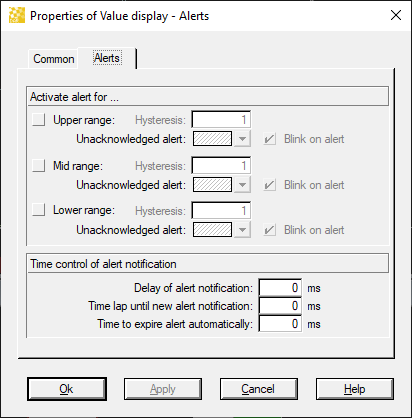 Properties of Value display - Alerts
Common Alerts
Activate alert for ...
Upper range: Hysteresis: 1
Unacknowledged alert: Blink on alert
Mid range: Hysteresis: 1
Unacknowledged alert: Blink on alert
Lower range: Hysteresis: 1
Unacknowledged alert: Blink on alert
Time control of alert notification
Delay of alert notification: 0 ms
Time lap until new alert notification: 0 ms
Time to expire alert automatically: 0 ms
Ok Apply Cancel Help